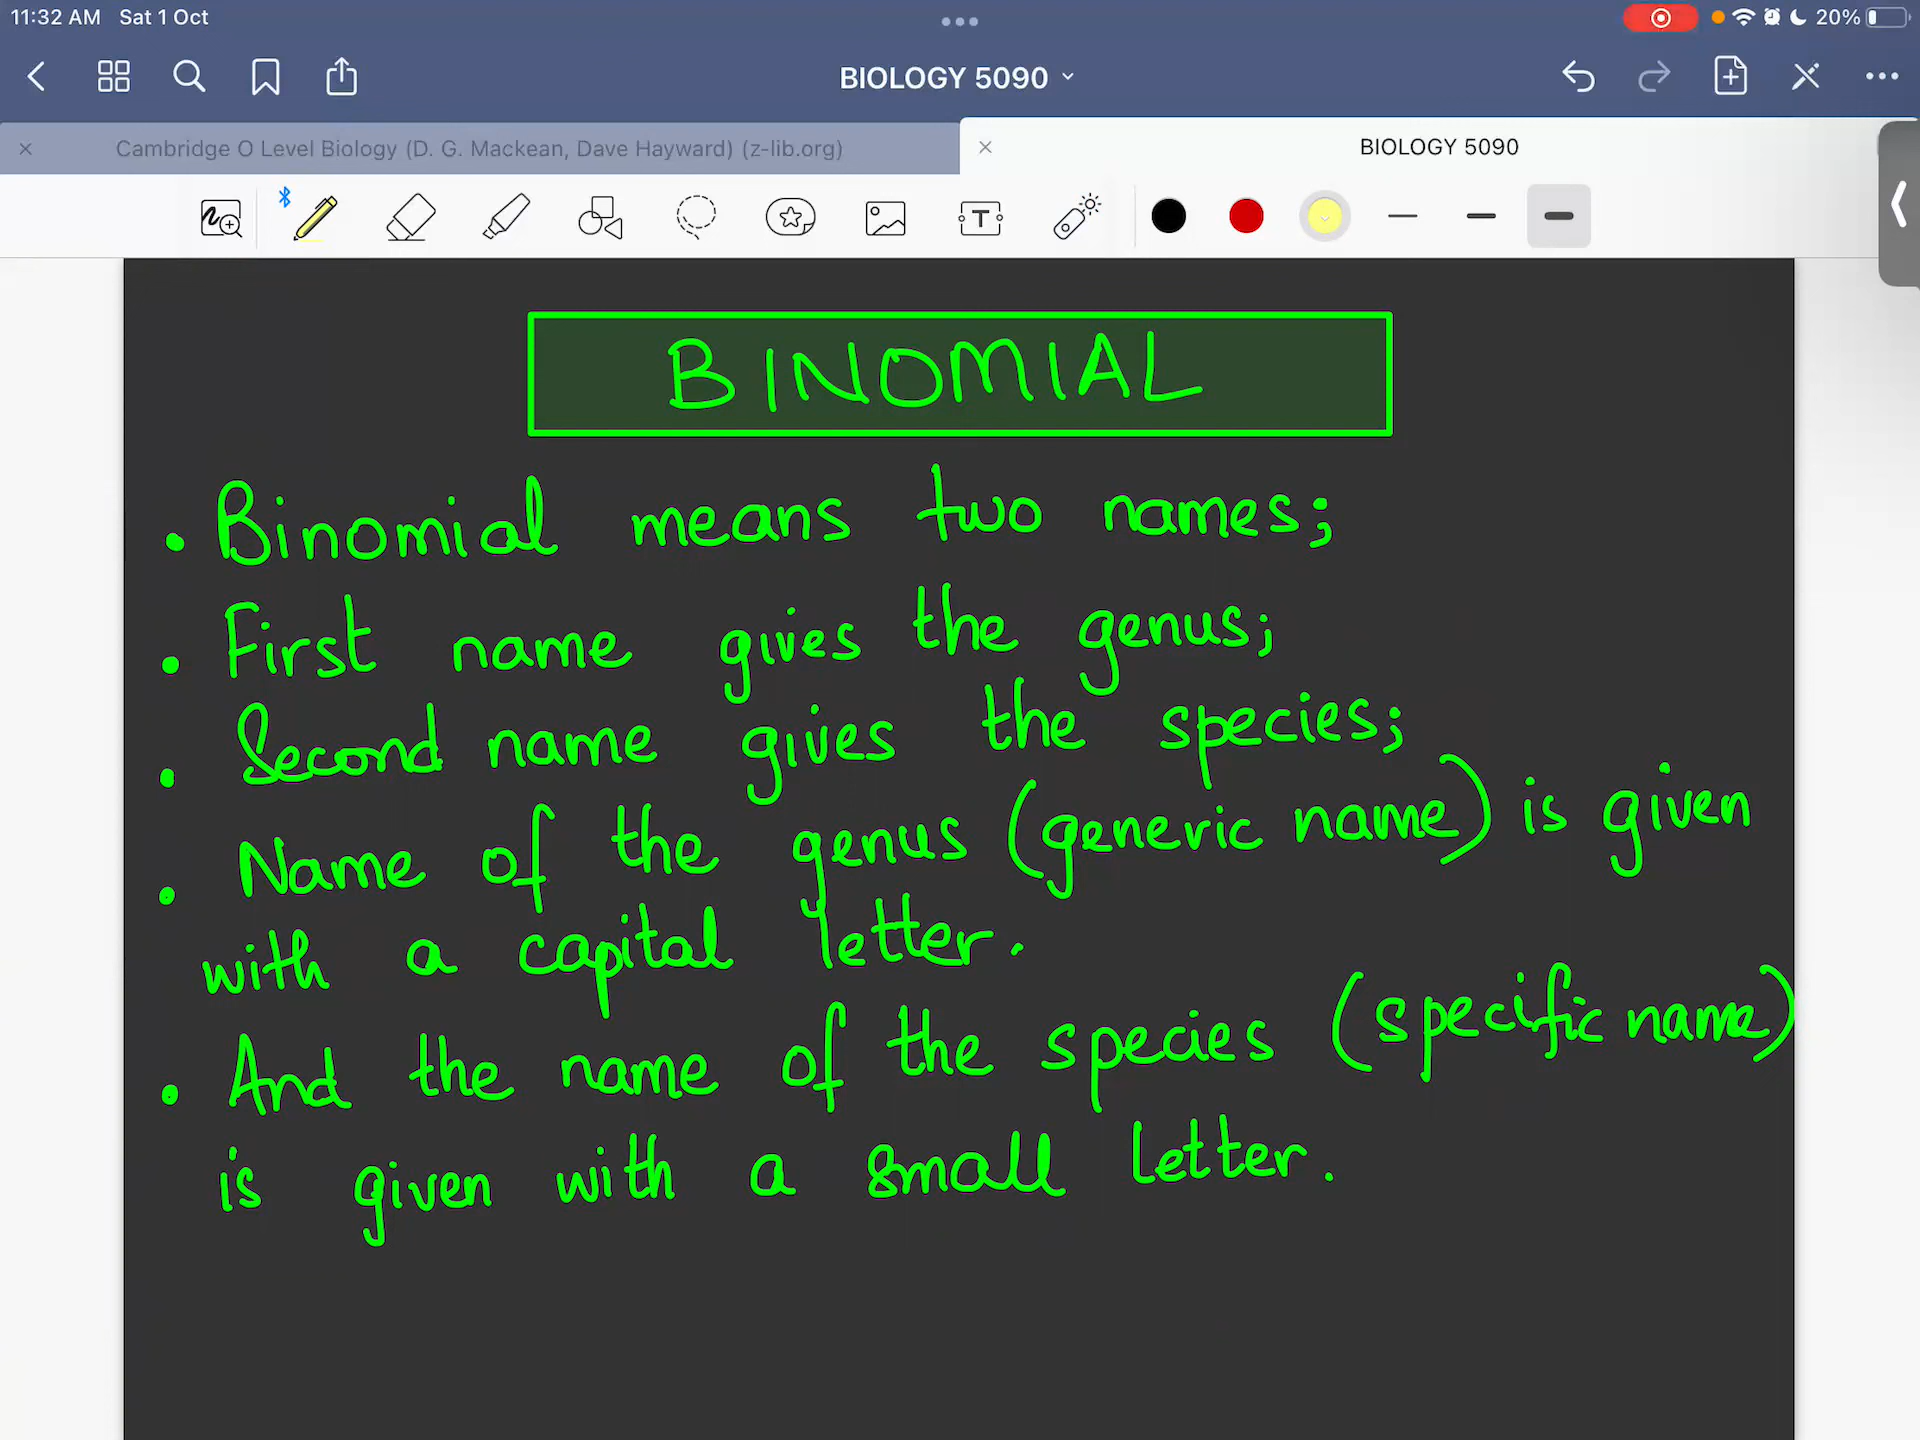 11:32 AM Sat 1 Oct
20%
BIOLOGY 5090
Cambridge O Level Biology (D. G. Mackean, Dave Hayward) (z-lib.org)
BIOLOGY 5090
BINOMIAL
• Binomial means two names;
• First name gives the genus;
• Second name gives the species;
• Name of the genus (generic name) is given
with a capital letter.
• And the name of the species (specific name)
is given with a small letter.